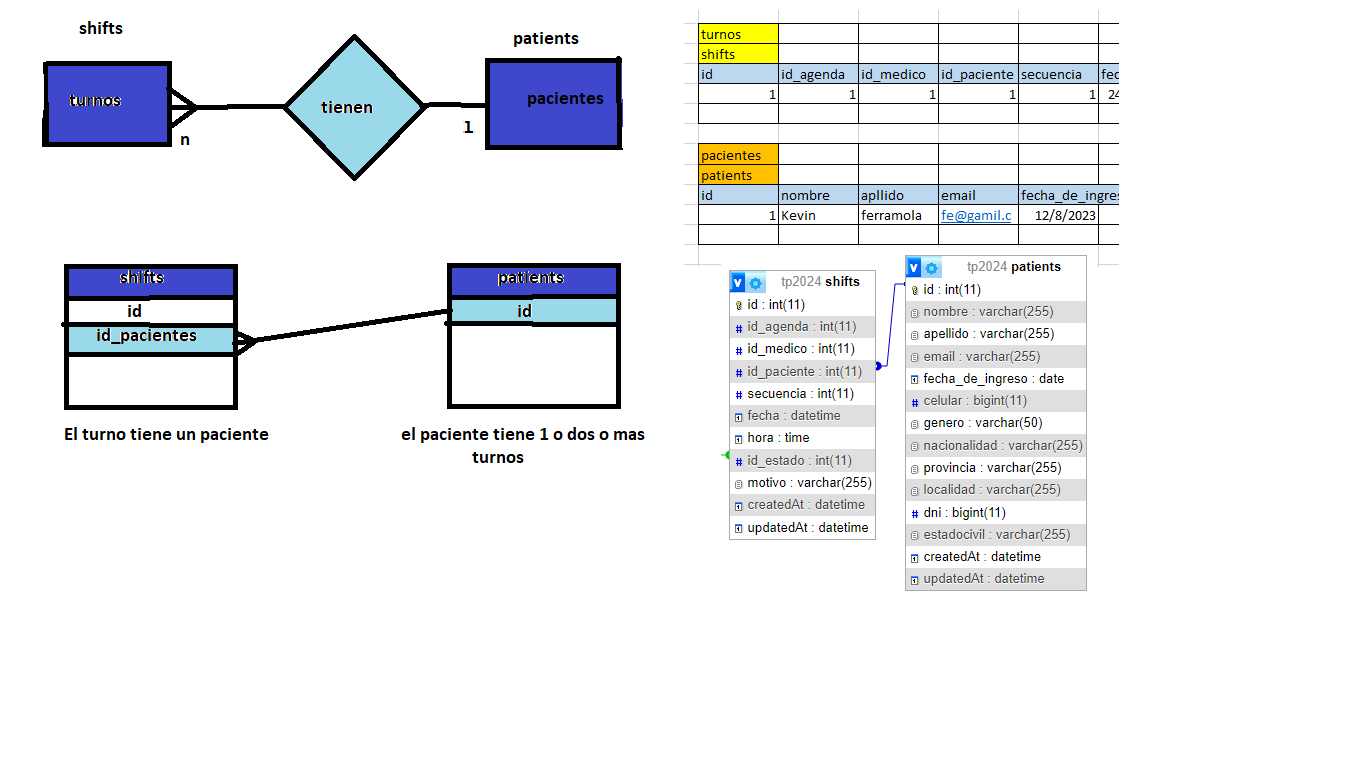 shifts
patients
turnos
tienen
pacientes
n
1
shifts
id
id_pacientes
patients
id
El turno tiene un paciente
el paciente tiene 1 o dos o mas
turnos
turnos
shifts
id id_agenda id_medico id_paciente secuencia fec
1 1 1 1 1 24
pacientes
patients
id nombre apllido email fecha_de_ingres
1 Kevin ferramola fe@gamil.c 12/8/2023
v tp2024 shifts
id : int(11)
# id_agenda : int(11)
# id_medico : int(11)
# id_paciente : int(11)
# secuencia : int(11)
fecha : datetime
hora : time
# id_estado : int(11)
motivo : varchar(255)
createdAt : datetime
updatedAt : datetime
v tp2024 patients
id : int(11)
nombre : varchar(255)
apellido : varchar(255)
email : varchar(255)
fecha_de_ingreso : date
# celular : bigint(11)
genero : varchar(50)
nacionalidad : varchar(255)
provincia : varchar(255)
localidad : varchar(255)
# dni : bigint(11)
estadocivil : varchar(255)
createdAt : datetime
updatedAt : datetime